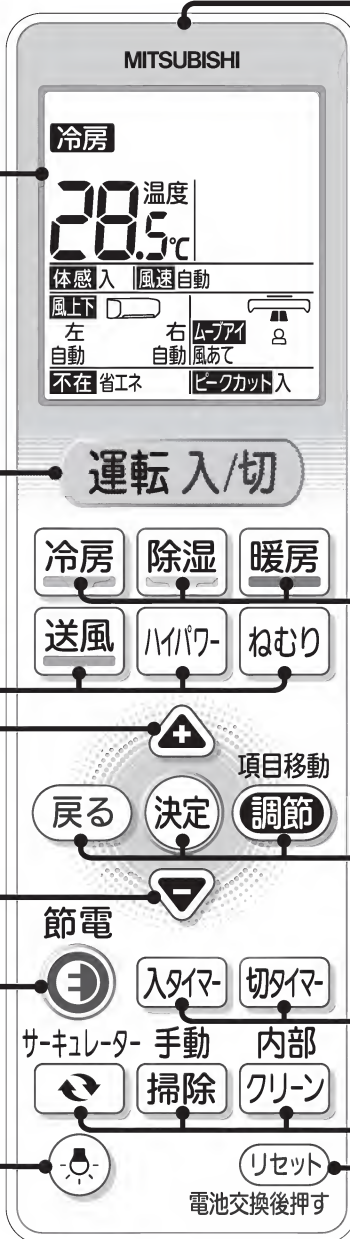 MITSUBISHI
冷房
28.5℃ 温度
体感 入 風速 自動
風上下
左 右 ムーブアイ
自動 自動 風あて
不在 省エネ ピークカット 入
運転 入/切
冷房 除湿 暖房
送風 ハイパワー ねむり
+
項目移動
戻る 決定 調節
-
節電
入タイマー 切タイマー
サーキュレーター 手動 内部
掃除 クリーン
リセット
電池交換後押す